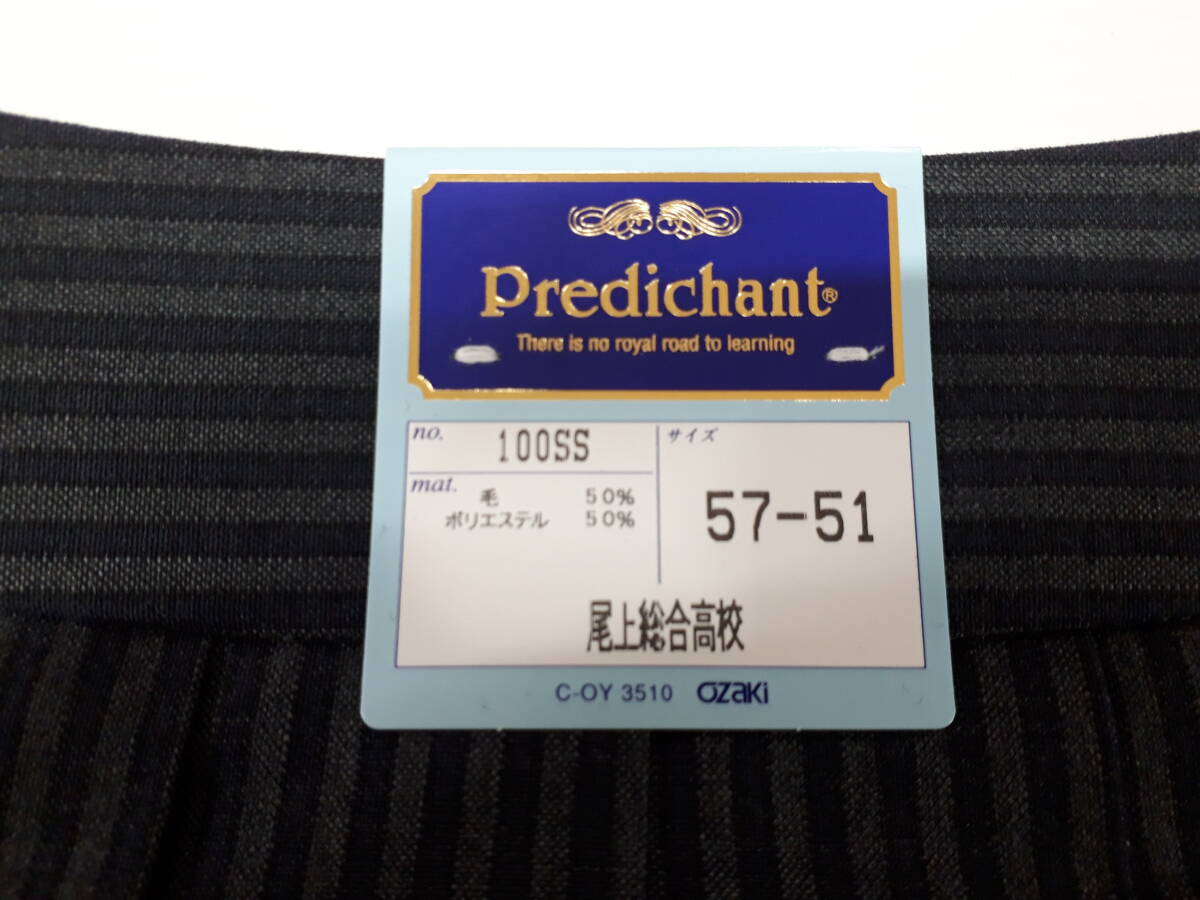 Predichant®
There is no royal road to learning
no. 100SS
mat.
毛 50%
ポリエステル 50%
サイズ
57-51
尾上総合高校
C-OY 3510 OZAKI